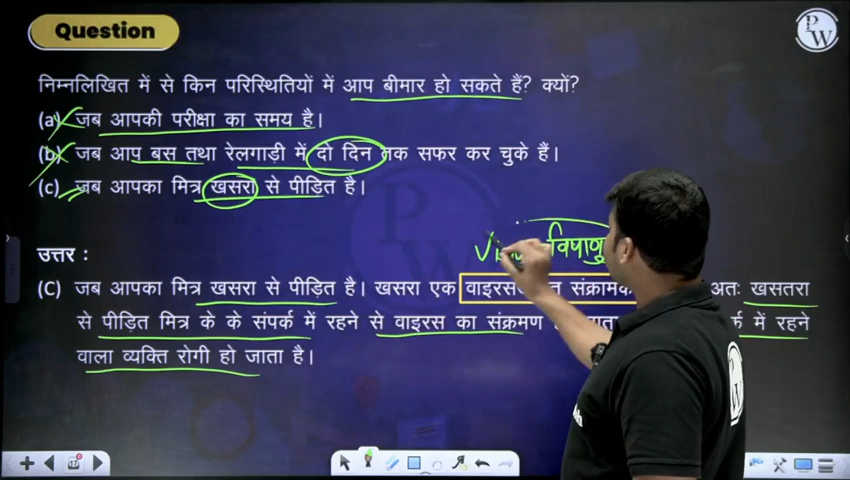 Question
PW
निम्नलिखित में से किन परिस्थितियों में आप बीमार हो सकते हैं? क्यों?
(a) जब आपकी परीक्षा का समय है।
(b) जब आप बस तथा रेलगाड़ी में दो दिन तक सफर कर चुके हैं।
(c) जब आपका मित्र खसरा से पीड़ित है।
विषाणु
उत्तर :
(C) जब आपका मित्र खसरा से पीड़ित है। खसरा एक वाइरस संक्रामक अतः खसतरा
से पीड़ित मित्र के के संपर्क में रहने से वाइरस का संक्रमण में रहने
वाला व्यक्ति रोगी हो जाता है।